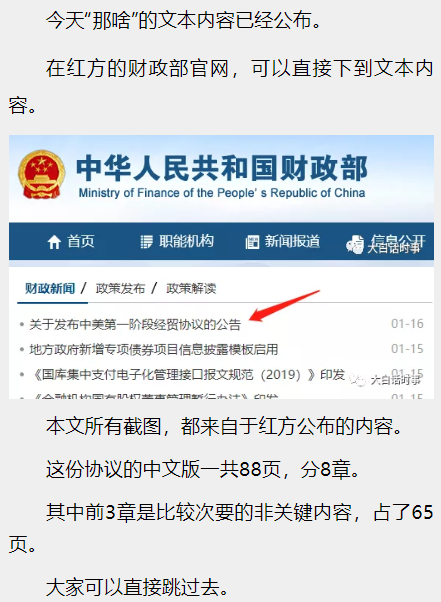 今天“那啥”的文本内容已经公布。
在红方的财政部官网，可以直接下到文本内
容。
中华人民共和国财政部
Ministry of Finance of the People's Republic of China
首页 职能机构 新闻报道 信息公开
大白话时事
财政新闻 / 政策发布 / 政策解读
关于发布中美第一阶段经贸协议的公告 01-16
地方政府新增专项债券项目信息披露模板启用 01-15
《国库集中支付电子化管理接口报文规范（2019）》印发 01-15
大白话时事
本文所有截图，都来自于红方公布的内容。
这份协议的中文版一共88页，分8章。
其中前3章是比较次要的非关键内容，占了65
页。
大家可以直接跳过去。